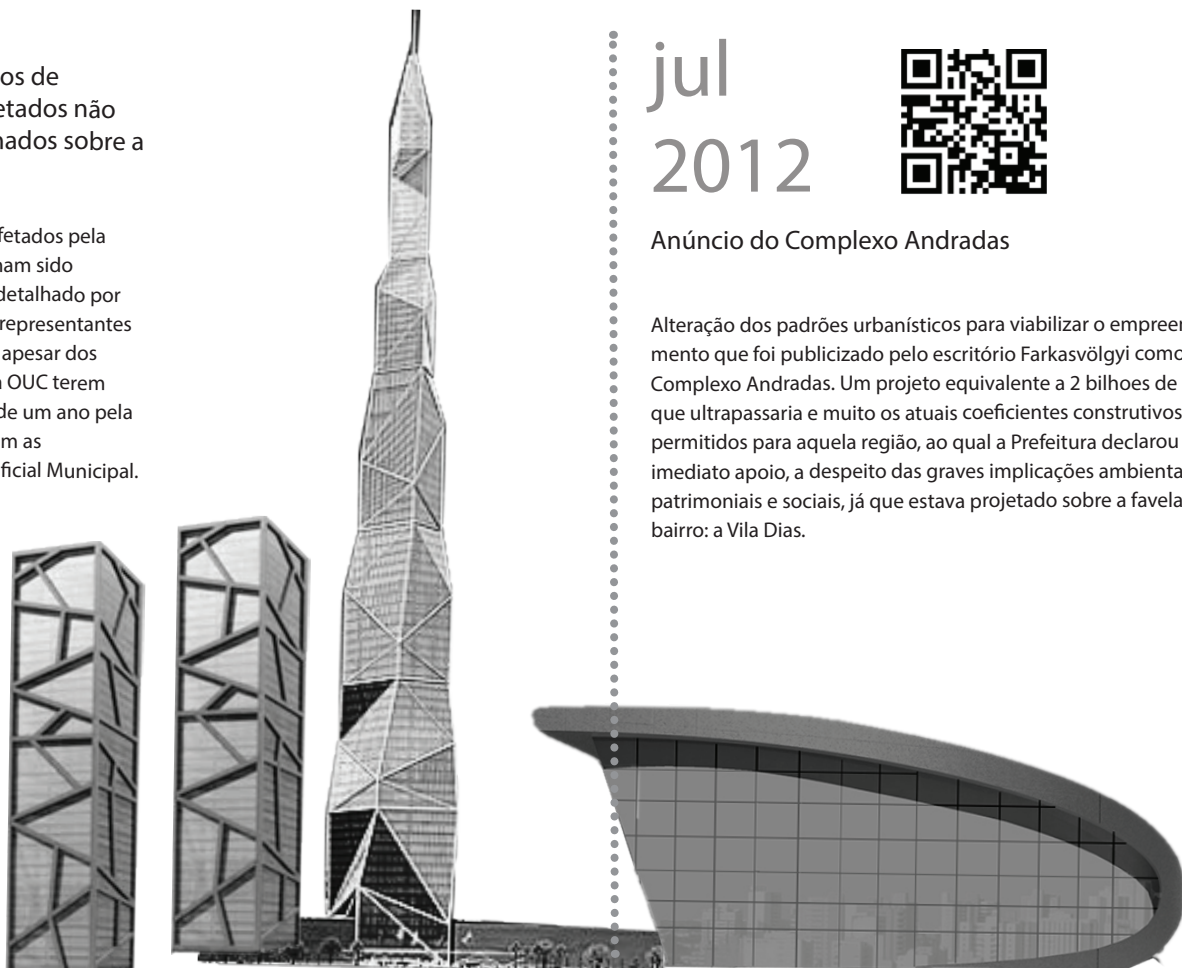 os de
etados não
nados sobre a
fetados pela
nam sido
detalhado por
representantes
apesar dos
OUC terem
de um ano pela
m as
ficial Municipal.
jul
2012
Anúncio do Complexo Andradas
Alteração dos padrões urbanísticos para viabilizar o empreen
mento que foi publicizado pelo escritório Farkasvölgyi como
Complexo Andradas. Um projeto equivalente a 2 bilhoes de
que ultrapassaria e muito os atuais coeficientes construtivos
permitidos para aquela região, ao qual a Prefeitura declarou
imediato apoio, a despeito das graves implicações ambienta
patrimoniais e sociais, já que estava projetado sobre a favela
bairro: a Vila Dias.